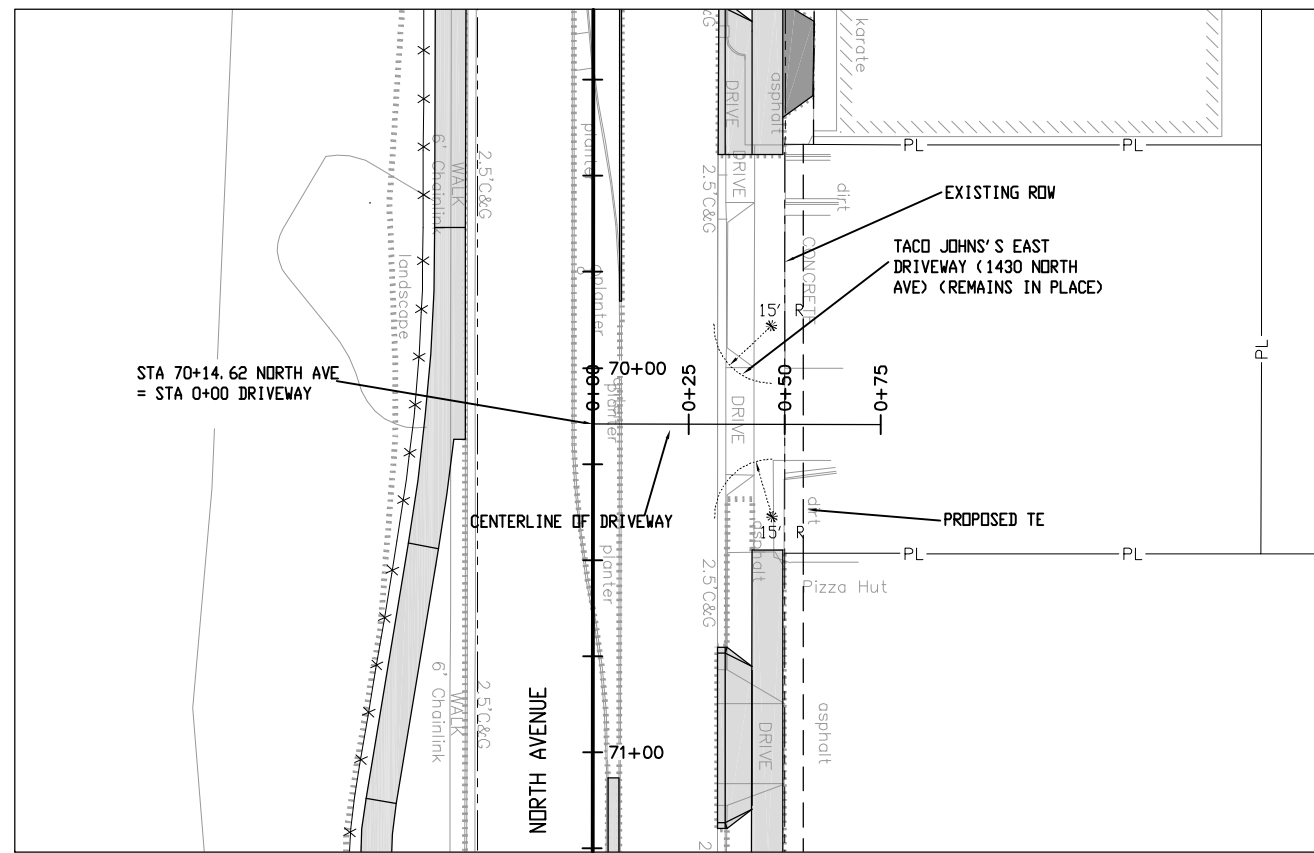 karate
asphalt
DRIVE
planter
6' Chainlink
WALK
2.5'C&G
DRIVE
2.5'C&G
PL
PL
dirt
EXISTING ROW
CONCRETE
TACO JOHNS'S EAST
DRIVEWAY (1430 NORTH
AVE) (REMAINS IN PLACE)
landscape
planter
15' R
PL
STA 70+14.62 NORTH AVE
= STA 0+00 DRIVEWAY
70+00
0+00
0+25
0+50
0+75
planter
DRIVE
CENTERLINE OF DRIVEWAY
15' R
dirt
PROPOSED TE
asphalt
PL
PL
planter
2.5'C&G
Pizza Hut
6' Chainlink
WALK
2.5'C&G
NORTH AVENUE
71+00
DRIVE
asphalt
2